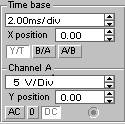 Time base
2.00ms/div
X position 0.00
Y/T B/A A/B
Channel A
5 V/Div
Y position 0.00
AC 0 DC